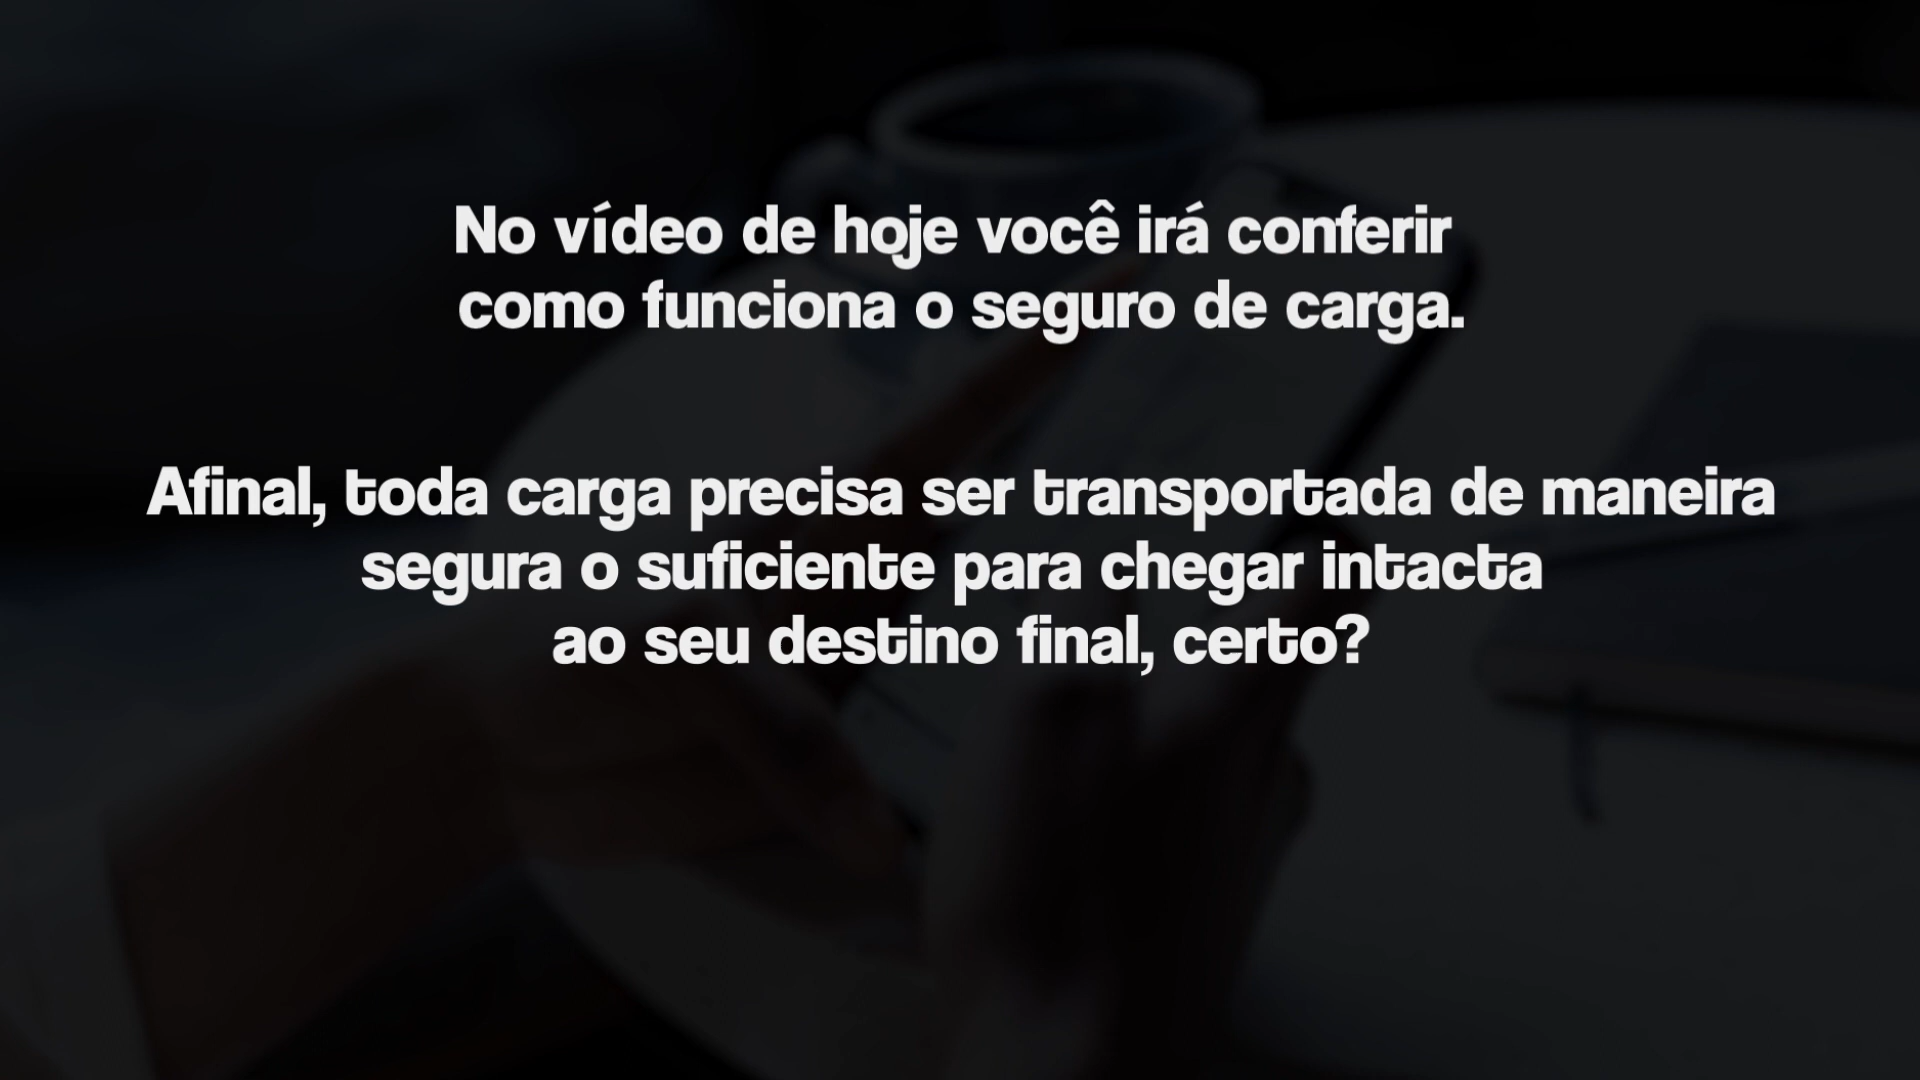 No vídeo de hoje você irá conferir
como funciona o seguro de carga.
Afinal, toda carga precisa ser transportada de maneira
segura o suficiente para chegar intacta
ao seu destino final, certo?